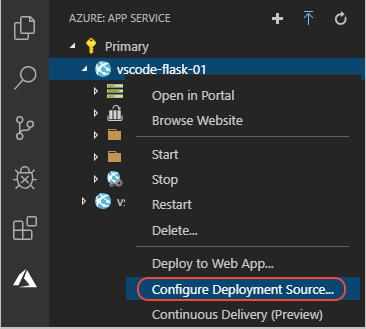 AZURE: APP SERVICE
Primary
vscode-flask-01
Open in Portal
Browse Website
Start
Stop
Restart
Delete...
Deploy to Web App...
Configure Deployment Source...
Continuous Delivery (Preview)